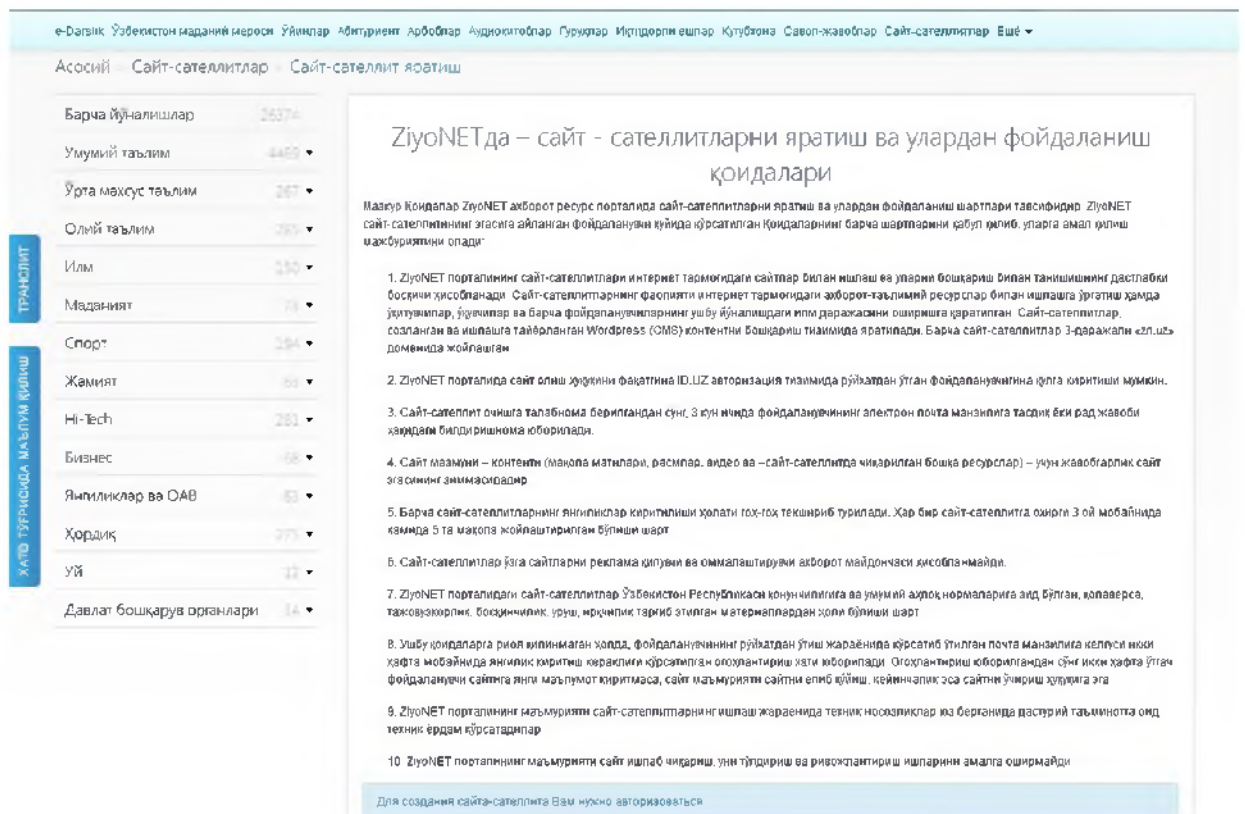 e-Darslik Ўзбекистон маданий мероси Ўйинлар Абитуриент Арбоблар Аудиокитоблар Гуруҳлар Иқтидорли ёшлар Кутубхона Савол-жавоблар Сайт-сателлитлар Ещё
Асосий Сайт-сателлитлар Сайт-сателлит яратиш
Барча йўналишлар
Умумий таълим
Ўрта махсус таълим 267
Олий таълим
Илм
Маданият
Спорт
Жамият
Hi-Tech 261
Бизнес
Янгиликлар ва ОАВ
Ҳордиқ
Уй
Давлат бошқарув органлари
ТРАНСЛИТ
ХАТО ТЎҒРИСИДА МАЪЛУМ ҚИЛИШ
ZiyoNETда – сайт - сателлитларни яратиш ва улардан фойдаланиш
қоидалари
Мазкур Қоидалар ZiyoNET ахборот ресурс порталида сайт-сателлитларни яратиш ва улардан фойдаланиш шартлари тавсифидир. ZiyoNET
сайт-сателлитининг эгасига айланган фойдаланувчи қуйида кўрсатилган Қоидаларнинг барча шартларини қабул қилиб, уларга амал қилиш
мажбуриятини олади:
1. ZiyoNET порталининг сайт-сателлитлари интернет тармоғидаги сайтлар билан ишлаш ва уларни бошқариш билан танишишнинг дастлабки
босқичи ҳисобланади. Сайт-сателлитларнинг фаолияти интернет тармоғидаги ахборот-таълимий ресурслар билан ишлашга ўргатиш ҳамда
ўқитувчилар, ўқувчилар ва барча фойдаланувчиларнинг ушбу йўналишдаги илм даражасини оширишга қаратилган. Сайт-сателлитлар,
созланган ва ишлашга тайёрланган Wordpress (CMS) контентни бошқариш тизимида яратилади. Барча сайт-сателлитлар 3-даражали «zn.uz»
доменида жойлашган
2. ZiyoNET порталида сайт олиш ҳуқуқини фақатгина ID.UZ авторизация тизимида рўйхатдан ўтган фойдаланувчигина қўлга киритиши мумкин.
3. Сайт-сателлит очишга талабнома берилгандан сўнг, 3 кун ичида фойдаланувчининг электрон почта манзилига тасдиқ ёки рад жавоби
ҳақидаги билдиришнома юборилади.
4. Сайт мазмуни – контенти (мақола матнлари, расмлар, видео ва –сайт-сателлитда чиқарилган бошқа ресурслар) – учун жавобгарлик сайт
эгасининг зиммасидадир
5. Барча сайт-сателлитларнинг янгиликлар киритилиши ҳолати гоҳ-гоҳ текшириб турилади. Ҳар бир сайт-сателлитга охирги 3 ой мобайнида
камида 5 та мақола жойлаштирилган бўлиши шарт
6. Сайт-сателлитлар ўзга сайтларни реклама қилувчи ва оммалаштирувчи ахборот майдончаси ҳисобланмайди.
7. ZiyoNET порталидаги сайт-сателлитлар Ўзбекистон Республикаси қонунчилигига ва умумий ахлоқ нормаларига зид бўлган, қолаверса,
тажовузкорлик, босқинчилик, уруш, ирқчилик тарғиб этилган материаллардан холи бўлиши шарт
8. Ушбу қоидаларга риоя қилинмаган ҳолда, фойдаланувчининг рўйхатдан ўтиш жараёнида кўрсатиб ўтилган почта манзилига келгуси икки
ҳафта мобайнида янгилик киритиш кераклиги кўрсатилган огоҳлантириш хати юборилади. Огоҳлантириш юборилгандан сўнг икки ҳафта ўтгач
фойдаланувчи сайтига янги маълумот киритмаса, сайт маъмурияти сайтни ёпиб қўйиш, кейинчалик эса сайтни ўчириш ҳуқуқига эга
9. ZiyoNET порталининг маъмурияти сайт-сателлитларнинг ишлаш жараёнида техник носозликлар юз берганида дастурий таъминотга оид
техник ёрдам кўрсатадилар
10. ZiyoNET порталининг маъмурияти сайт ишлаб чиқариш, уни тўлдириш ва ривожлантириш ишларини амалга оширмайди
Для создания сайта-сателлита Вам нужно авторизоваться